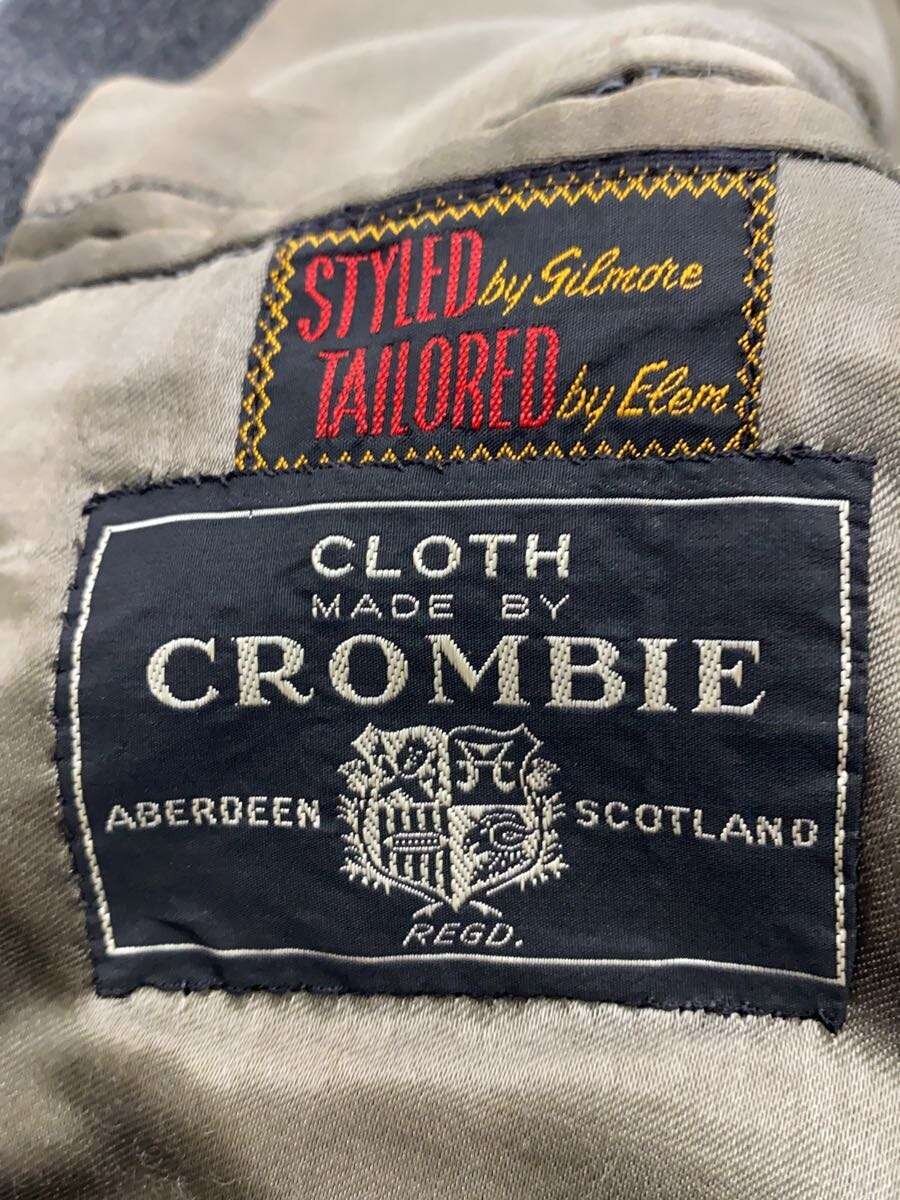 STYLED by Gilmore
TAILORED by Elem
CLOTH
MADE BY
CROMBIE
ABERDEEN SCOTLAND
REGD.